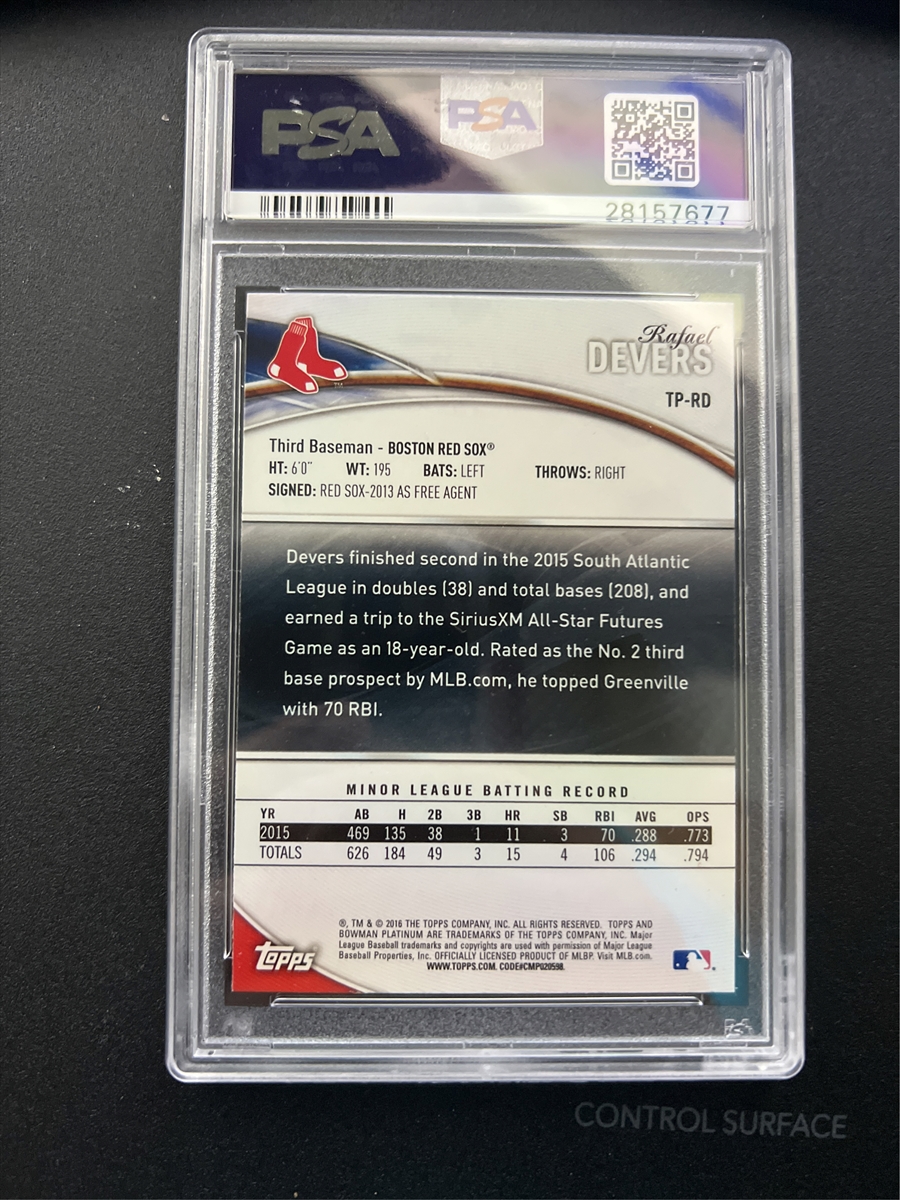 PSA
PSA
28157677
Rafael
DEVERS
TP-RD
TM
Third Baseman - BOSTON RED SOX®
HT: 6'0" WT: 195 BATS: LEFT THROWS: RIGHT
SIGNED: RED SOX-2013 AS FREE AGENT
Devers finished second in the 2015 South Atlantic
League in doubles (38) and total bases (208), and
earned a trip to the SiriusXM All-Star Futures
Game as an 18-year-old. Rated as the No. 2 third
base prospect by MLB.com, he topped Greenville
with 70 RBI.
MINOR LEAGUE BATTING RECORD
YR AB H 2B 3B HR SB RBI AVG OPS
2015 469 135 38 1 11 3 70 .288 .773
TOTALS 626 184 49 3 15 4 106 .294 .794
®, TM & © 2016 THE TOPPS COMPANY, INC. ALL RIGHTS RESERVED. TOPPS AND
BOWMAN PLATINUM ARE TRADEMARKS OF THE TOPPS COMPANY, INC. Major
League Baseball trademarks and copyrights are used with permission of Major League
Baseball Properties, Inc. OFFICIALLY LICENSED PRODUCT OF MLBP. Visit MLB.com.
WWW.TOPPS.COM. CODE#CMP020598.
topps
CONTROL SURFACE